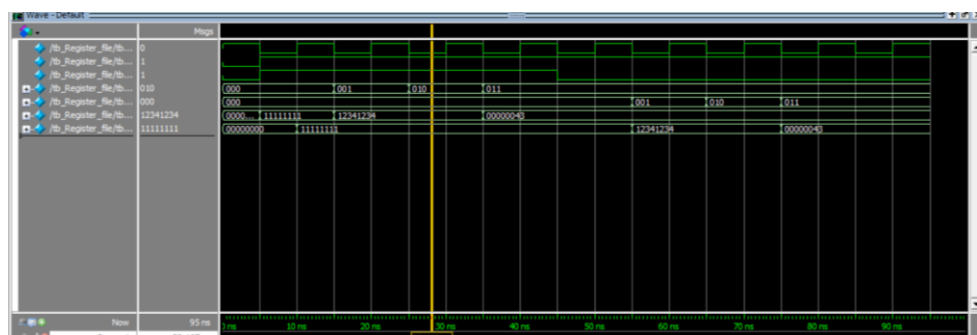 Wave - Default
Msgs
/tb_Register_file/tb... 0
/tb_Register_file/tb... 1
/tb_Register_file/tb... 1
/tb_Register_file/tb... 010 000 001 010 011
/tb_Register_file/tb... 000 000 001 010 011
/tb_Register_file/tb... 12341234 0000... 11111111 12341234 00000043
/tb_Register_file/tb... 11111111 00000000 11111111 12341234 00000043
Now 95 ns 10 ns 20 ns 30 ns 40 ns 50 ns 60 ns 70 ns 80 ns 90 ns